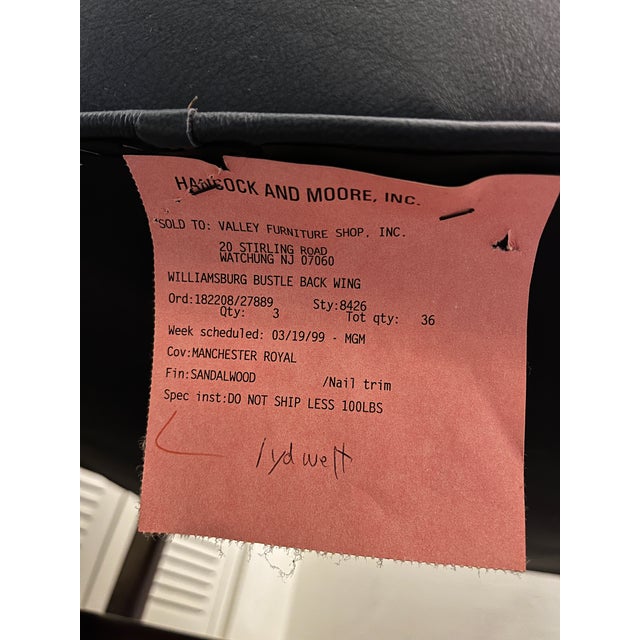 HANCOCK AND MOORE, INC.
SOLD TO: VALLEY FURNITURE SHOP, INC.
20 STIRLING ROAD
WATCHUNG NJ 07060
WILLIAMSBURG BUSTLE BACK WING
Ord:182208/27889 Sty:8426
Qty: 3 Tot qty: 36
Week scheduled: 03/19/99 - MGM
Cov:MANCHESTER ROYAL
Fin:SANDALWOOD /Nail trim
Spec inst:DO NOT SHIP LESS 100LBS
1yd welt